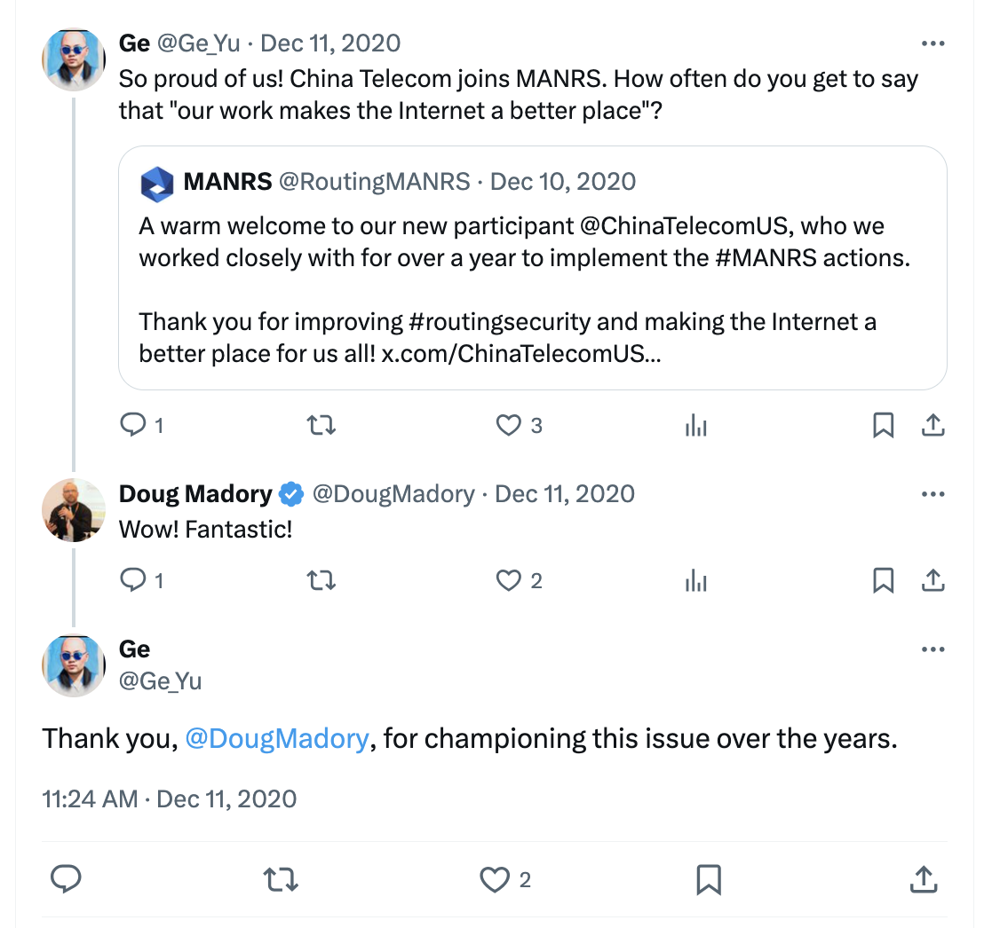 Ge @Ge_Yu · Dec 11, 2020
So proud of us! China Telecom joins MANRS. How often do you get to say
that "our work makes the Internet a better place"?
MANRS @RoutingMANRS · Dec 10, 2020
A warm welcome to our new participant @ChinaTelecomUS, who we
worked closely with for over a year to implement the #MANRS actions.
Thank you for improving #routingsecurity and making the Internet a
better place for us all! x.com/ChinaTelecomUS...
1 3
Doug Madory @DougMadory · Dec 11, 2020
Wow! Fantastic!
1 2
Ge
@Ge_Yu
Thank you, @DougMadory, for championing this issue over the years.
11:24 AM · Dec 11, 2020
2